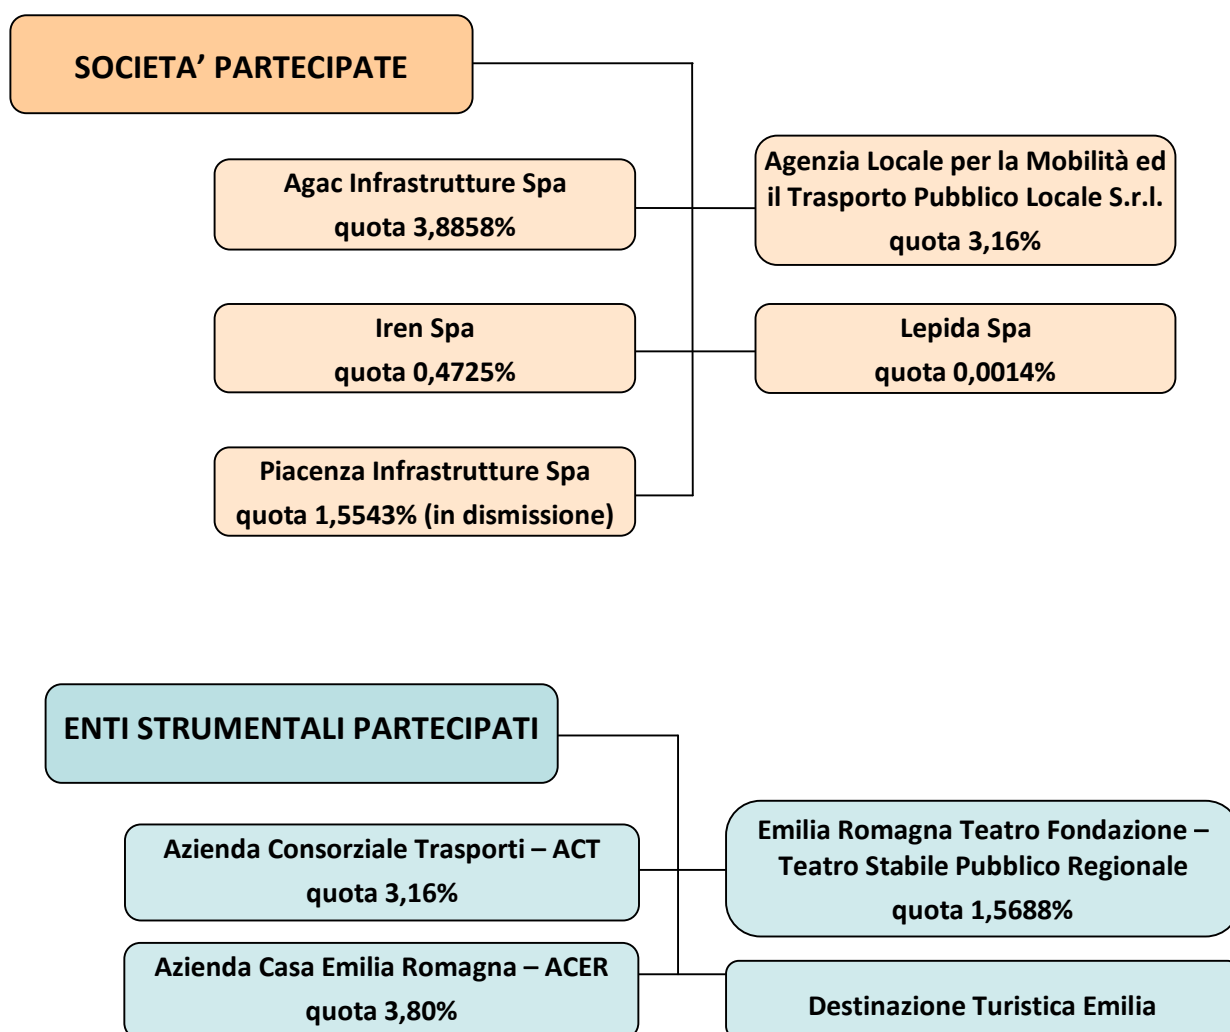 SOCIETA’ PARTECIPATE
Agac Infrastrutture Spa
quota 3,8858%
Agenzia Locale per la Mobilità ed
il Trasporto Pubblico Locale S.r.l.
quota 3,16%
Iren Spa
quota 0,4725%
Lepida Spa
quota 0,0014%
Piacenza Infrastrutture Spa
quota 1,5543% (in dismissione)
ENTI STRUMENTALI PARTECIPATI
Azienda Consorziale Trasporti – ACT
quota 3,16%
Emilia Romagna Teatro Fondazione –
Teatro Stabile Pubblico Regionale
quota 1,5688%
Azienda Casa Emilia Romagna – ACER
quota 3,80%
Destinazione Turistica Emilia